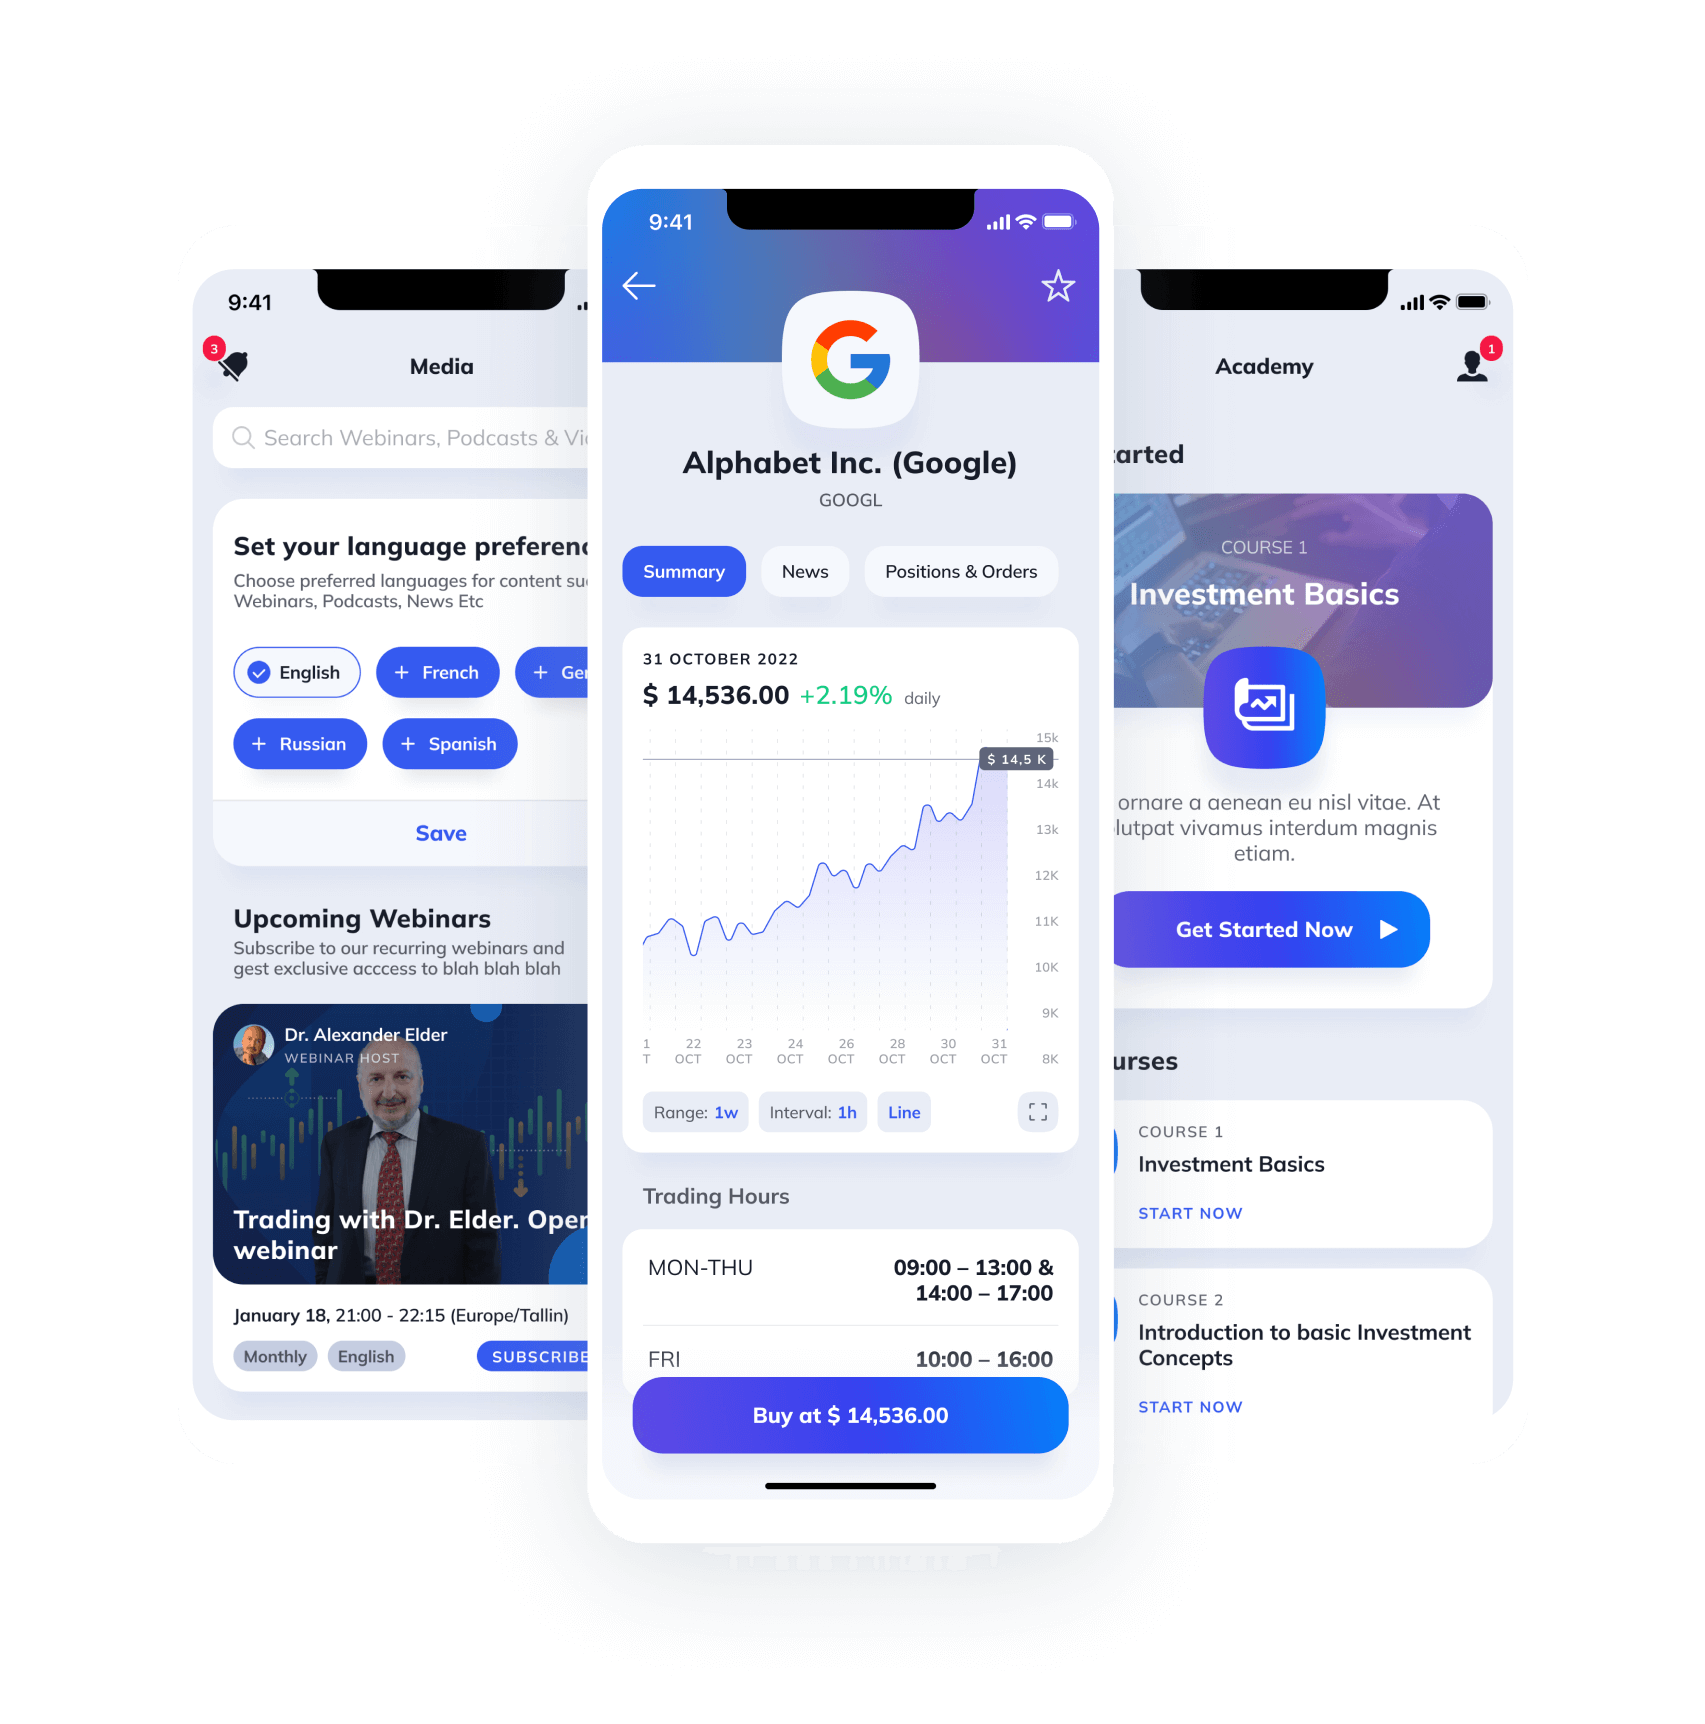 9:41
3
Media
Search Webinars, Podcasts &
Set your language
Choose preferred languages for content
Webinars, Podcasts, News Etc
English
+ French
+
+ Russian
+ Spanish
Save
Upcoming Webinars
Subscribe to our recurring webinars and
gest exclusive acccess to blah blah blah
Dr. Alexander Elder
WEBINAR HOST
Trading with Dr. Elder. Open
webinar
January 18, 21:00 - 22:15 (Europe/Tallin)
Monthly
English
SUBSCRIBE
9:41
Alphabet Inc. (Google)
GOOGL
Summary
News
Positions & Orders
31 OCTOBER 2022
$ 14,536.00 +2.19% daily
15k
$ 14,5 K
14k
13k
12K
11K
10K
9K
8K
1 22 23 24 26 28 30 31
T OCT OCT OCT OCT OCT OCT OCT
Range: 1w
Interval: 1h
Line
Trading Hours
MON-THU
09:00 – 13:00 &
14:00 – 17:00
FRI
10:00 – 16:00
Buy at $ 14,536.00
Academy
1
arted
COURSE 1
Investment Basics
ornare a aenean eu nisl vitae. At
lutpat vivamus interdum magnis
etiam.
Get Started Now
urses
COURSE 1
Investment Basics
START NOW
COURSE 2
Introduction to basic Investment
Concepts
START NOW